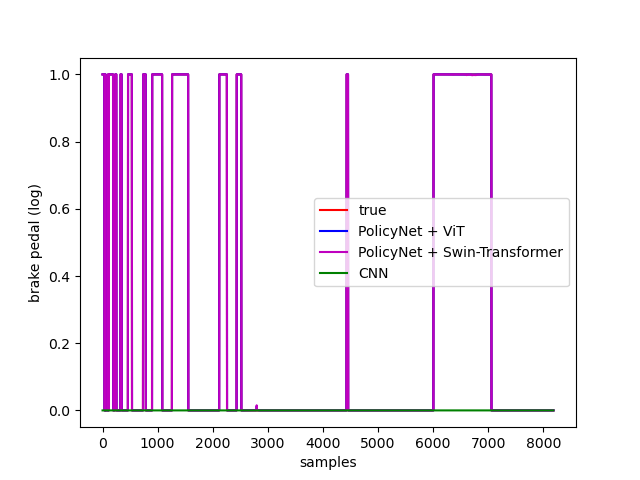 1.0
0.8
0.6
0.4
0.2
0.0
brake pedal (log)
true
PolicyNet + ViT
PolicyNet + Swin-Transformer
CNN
0 1000 2000 3000 4000 5000 6000 7000 8000
samples